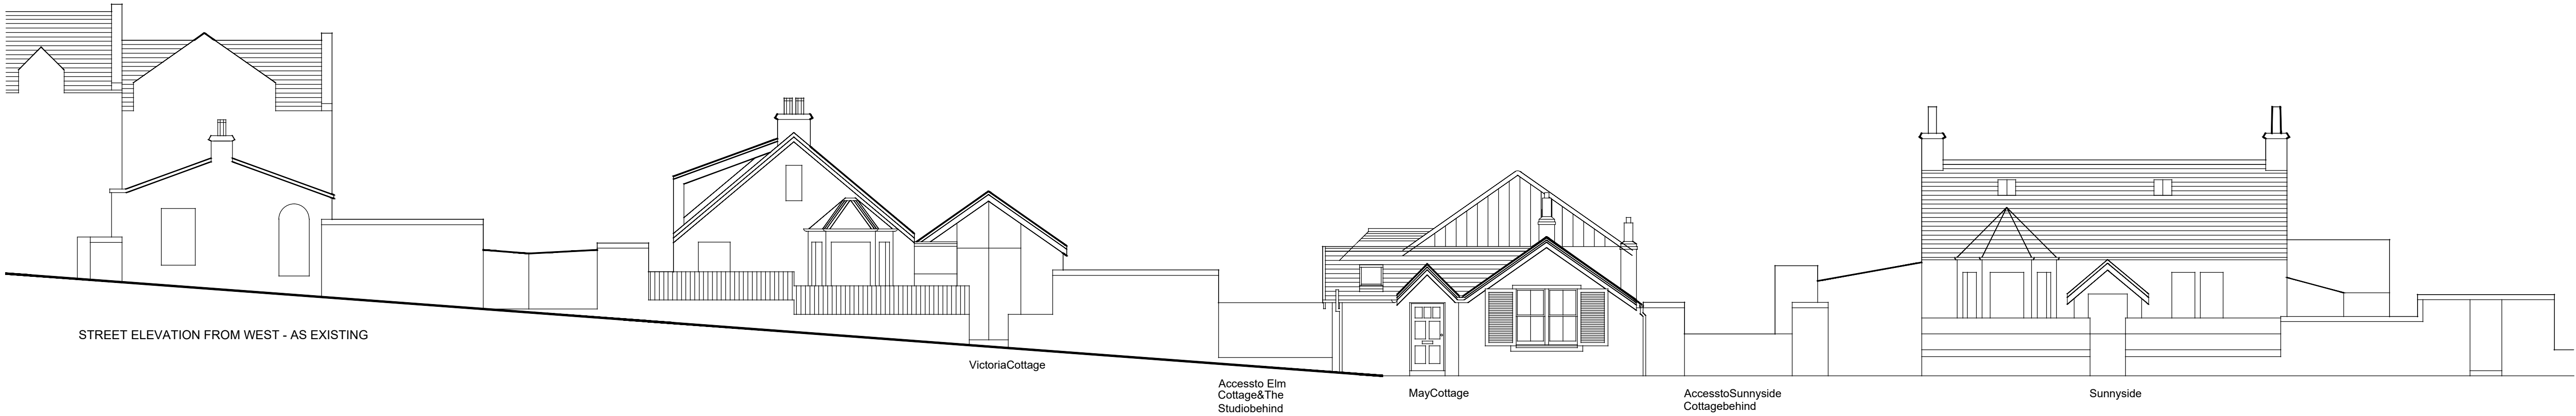 STREET ELEVATION FROM WEST - AS EXISTING
VictoriaCottage
Accessto Elm
Cottage&The
Studiobehind
MayCottage
AccesstoSunnyside
Cottagebehind
Sunnyside